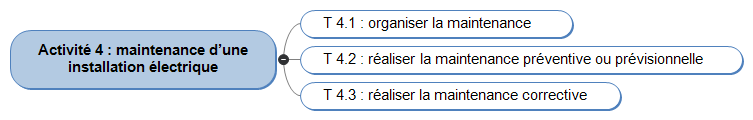 Activité 4 : maintenance d’une
installation électrique
T 4.1 : organiser la maintenance
T 4.2 : réaliser la maintenance préventive ou prévisionnelle
T 4.3 : réaliser la maintenance corrective